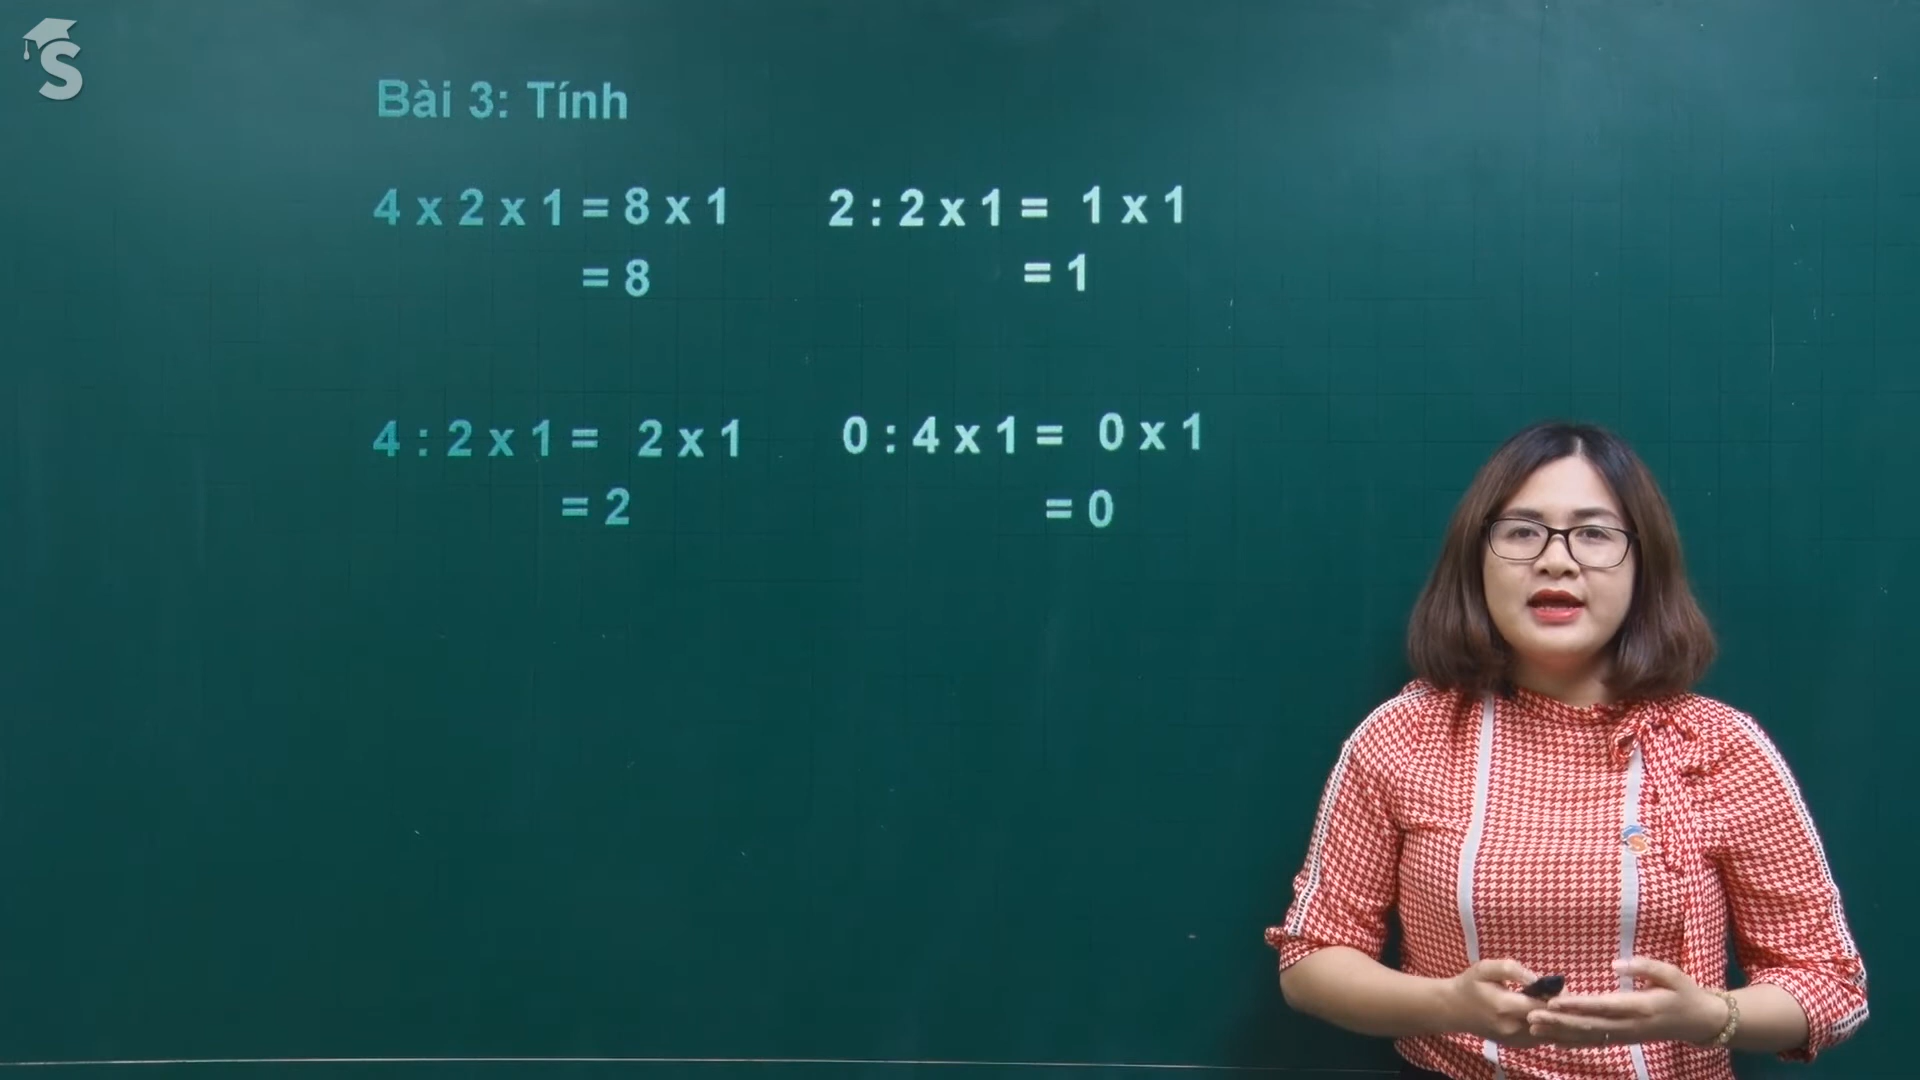 S
Bài 3: Tính
4 x 2 x 1 = 8 x 1
= 8
2 : 2 x 1 = 1 x 1
= 1
4 : 2 x 1 = 2 x 1
= 2
0 : 4 x 1 = 0 x 1
= 0